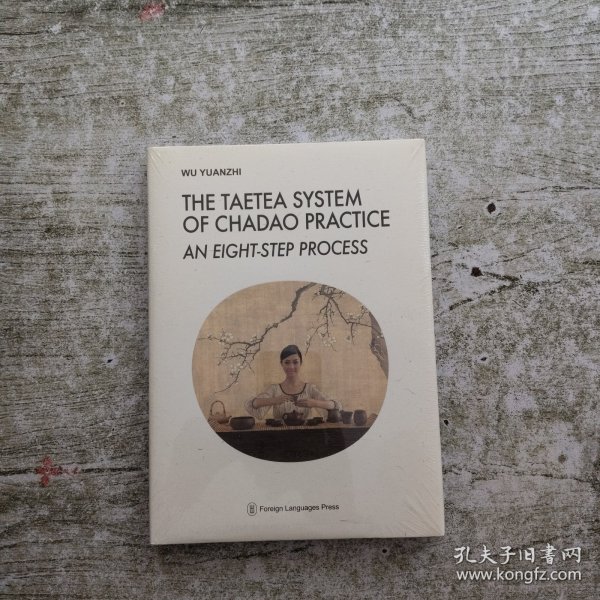 WU YUANZHI
THE TAETEA SYSTEM
OF CHADAO PRACTICE
AN EIGHT-STEP PROCESS
Foreign Languages Press
孔夫子旧書网
www.kongfz.com